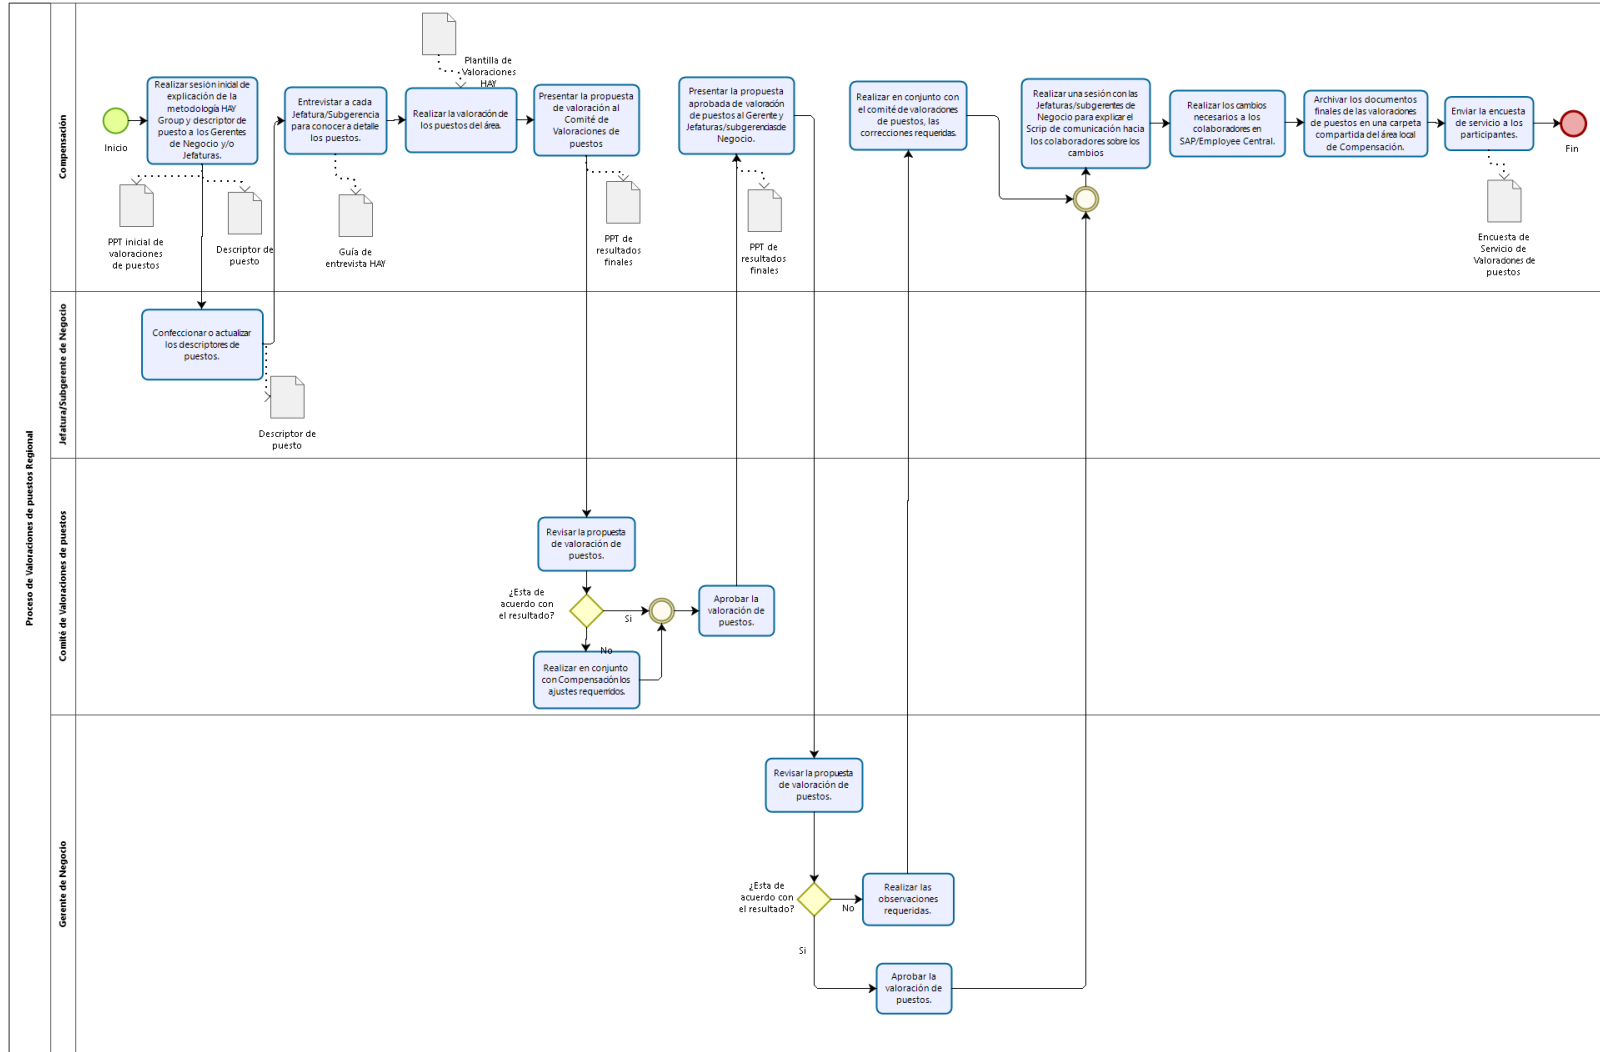 Proceso de Valoraciones de puestos Regional
Compensación
Inicio
Realizar sesión inicial de
explicación de la
metodología HAY
Group y descriptor de
puesto a los Gerentes
de Negocio y/o
Jefaturas.
PPT inicial de
valoraciones
de puestos
Descriptor de
puesto
Entrevistar a cada
Jefatura/Subgerencia
para conocer a detalle
los puestos.
Guía de
entrevista HAY
Plantilla de
Valoraciones
HAY
Realizar la valoración de
los puestos del área.
Presentar la propuesta
de valoración al
Comité de
Valoraciones de
puestos
PPT de
resultados
finales
Presentar la propuesta
aprobada de valoración
de puestos al Gerente y
Jefaturas/subgerenciasde
Negocio.
PPT de
resultados
finales
Realizar en conjunto con
el comité de valoraciones
de puestos, las
correcciones requeridas.
Realizar una sesión con las
Jefaturas/subgerentes de
Negocio para explicar el
Scrip de comunicación hacia
los colaboradores sobre los
cambios
Realizar los cambios
necesarios a los
colaboradores en
SAP/Employee Central.
Archivar los documentos
finales de las valoraciones
de puestos en una carpeta
compartida del área local
de Compensación.
Enviar la encuesta
de servicio a los
participantes.
Encuesta de
Servicio de
Valoraciones de
puestos
Fin
Jefatura/Subgerente de Negocio
Confeccionar o actualizar
los descriptores de
puestos.
Descriptor de
puesto
Comité de Valoraciones de puestos
Revisar la propuesta
de valoración de
puestos.
¿Esta de
acuerdo con
el resultado?
Si
No
Realizar en conjunto
con Compensación los
ajustes requerridos.
Aprobar la
valoración de
puestos.
Gerente de Negocio
Revisar la propuesta
de valoración de
puestos.
¿Esta de
acuerdo con
el resultado?
No
Si
Realizar las
observaciones
requeridas.
Aprobar la
valoración de
puestos.